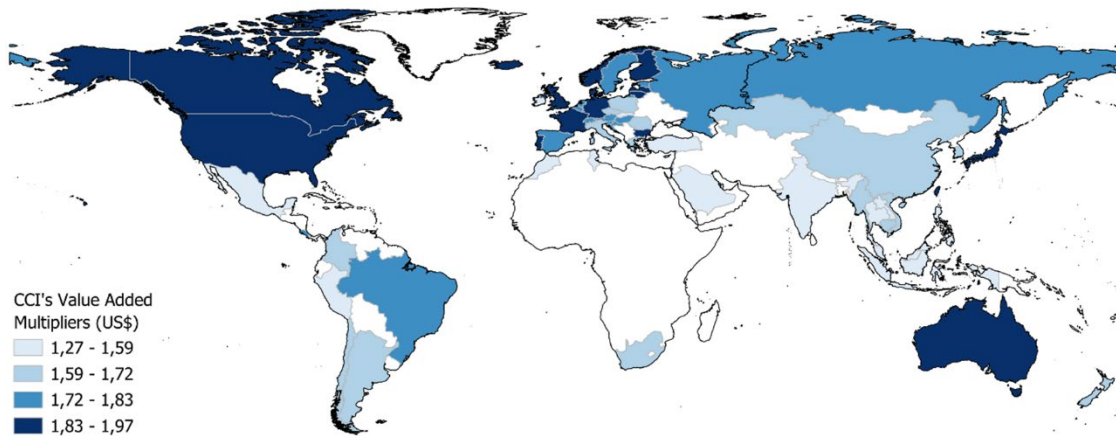 CCI's Value Added
Multipliers (US$)
1,27 - 1,59
1,59 - 1,72
1,72 - 1,83
1,83 - 1,97